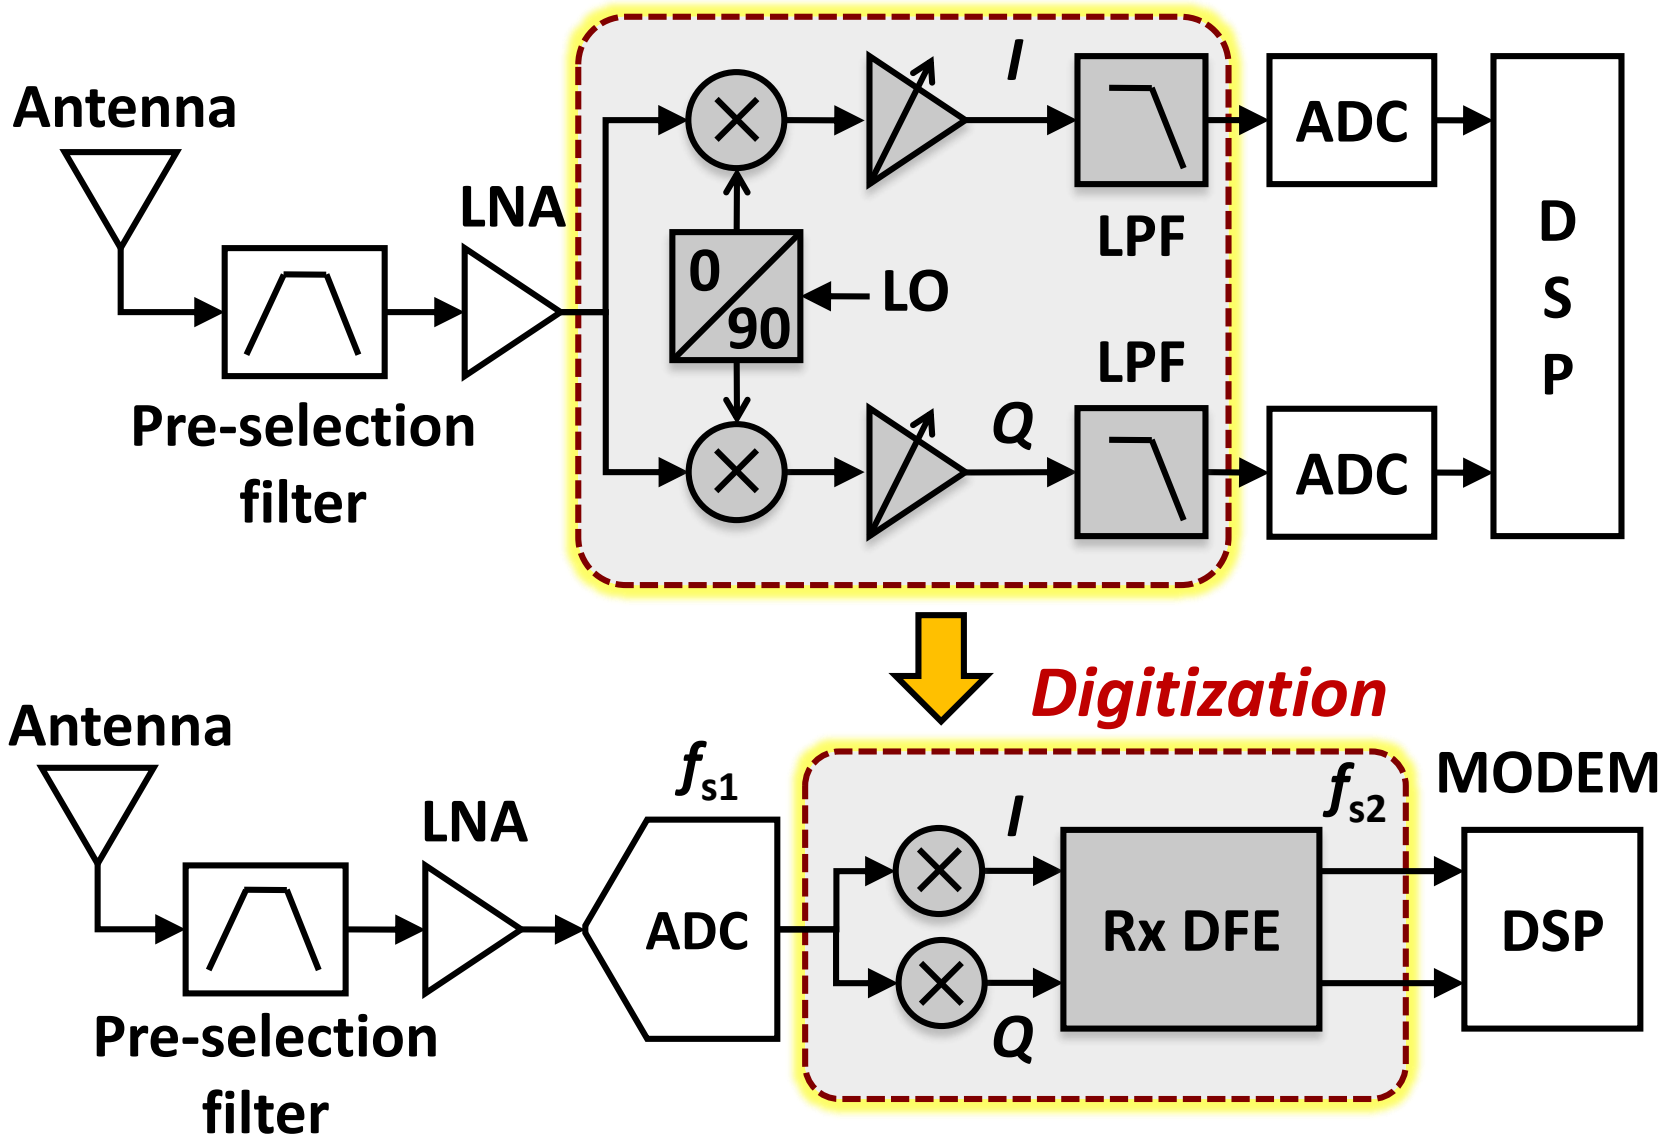 Antenna
Pre-selection
filter
LNA
0
90
LO
I
LPF
Q
LPF
ADC
ADC
D
S
P
Digitization
Antenna
Pre-selection
filter
LNA
fs1
ADC
I
Q
Rx DFE
fs2
MODEM
DSP